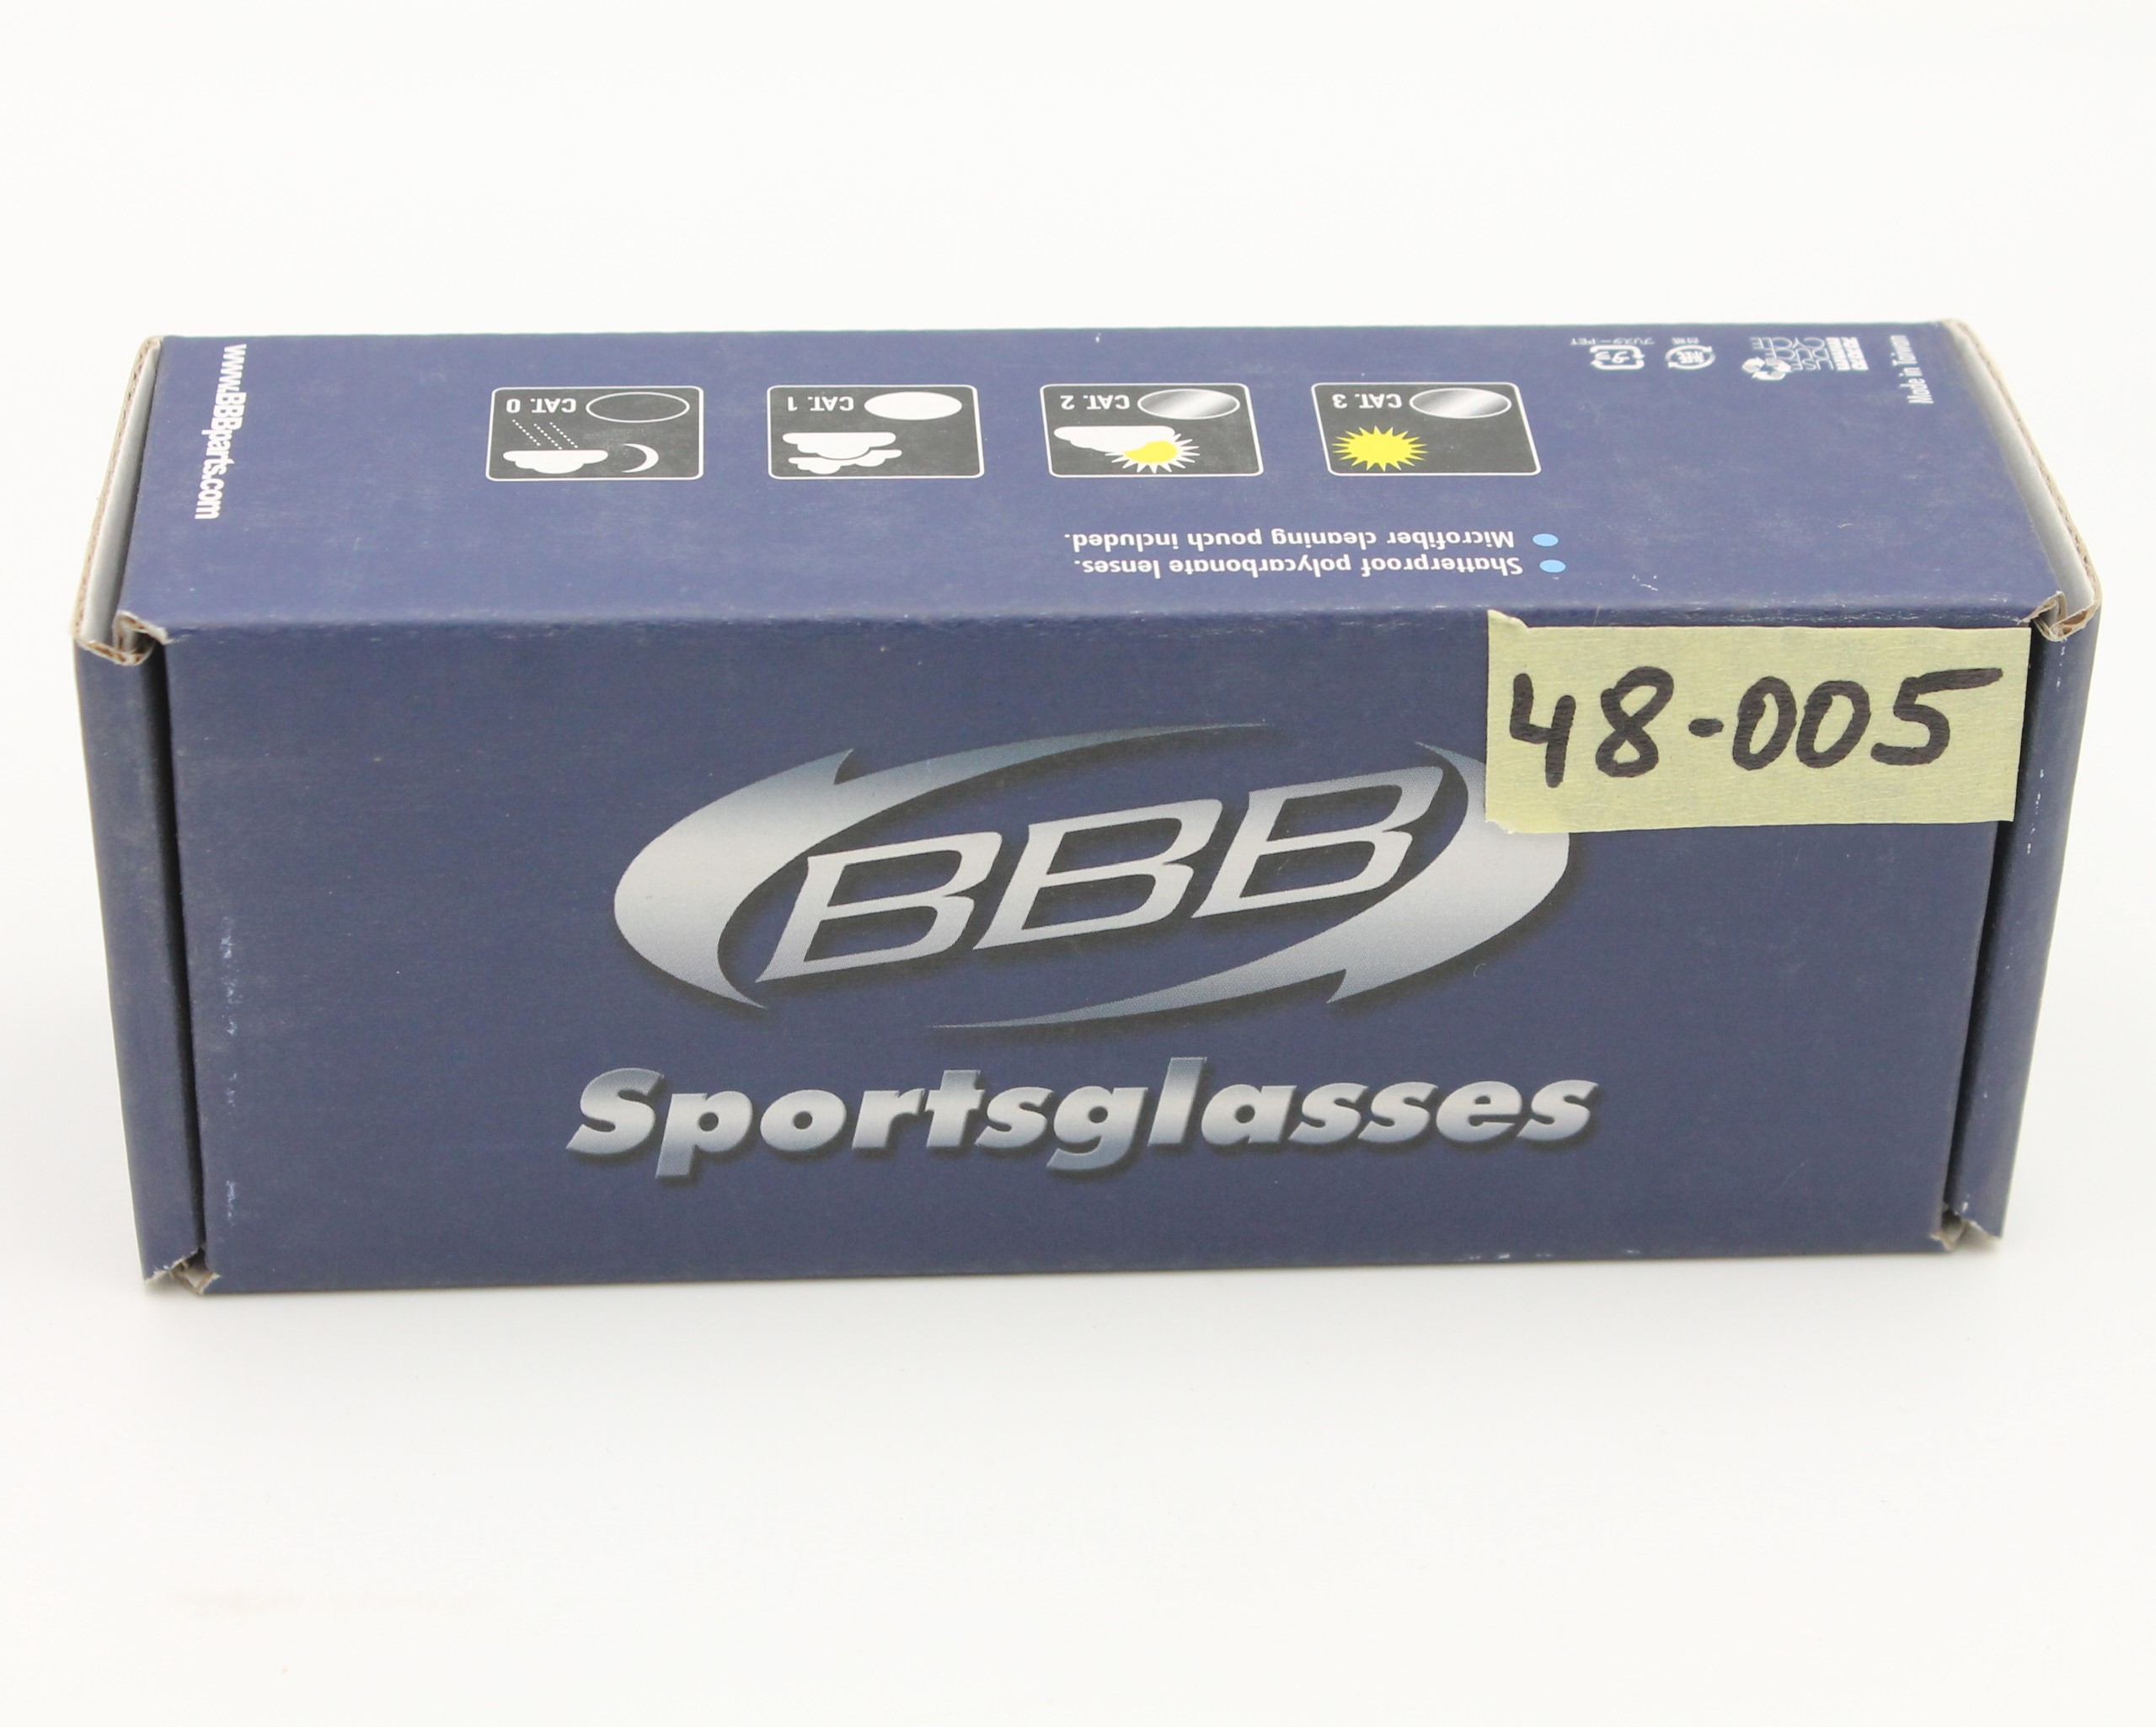 www.BBBparts.com
CAT. 0
CAT. 1
CAT. 2
CAT. 3
Made in Taiwan
Shatterproof polycarbonate lenses.
Microfiber cleaning pouch included.
48-005
BBB
Sportsglasses